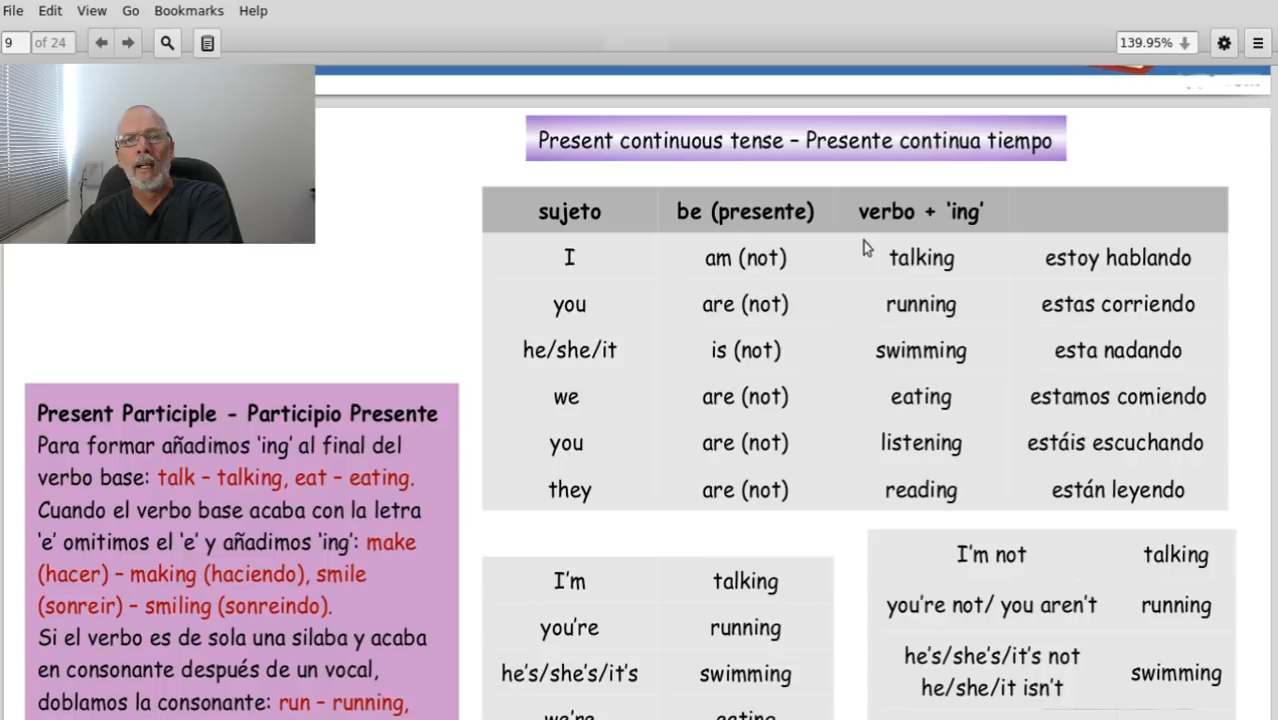 File Edit View Go Bookmarks Help
9 of 24 139.95%
Present continuous tense – Presente continua tiempo
sujeto be (presente) verbo + ‘ing’
I am (not) talking estoy hablando
you are (not) running estas corriendo
he/she/it is (not) swimming esta nadando
we are (not) eating estamos comiendo
you are (not) listening estáis escuchando
they are (not) reading están leyendo
Present Participle - Participio Presente
Para formar añadimos ‘ing’ al final del
verbo base: talk – talking, eat – eating.
Cuando el verbo base acaba con la letra
‘e’ omitimos el ‘e’ y añadimos ‘ing’: make
(hacer) – making (haciendo), smile
(sonreir) – smiling (sonreindo).
Si el verbo es de sola una silaba y acaba
en consonante después de un vocal,
doblamos la consonante: run – running,
I’m talking
you’re running
he’s/she’s/it’s swimming
we’re eating
I’m not talking
you’re not/ you aren’t running
he’s/she’s/it’s not
he/she/it isn’t swimming